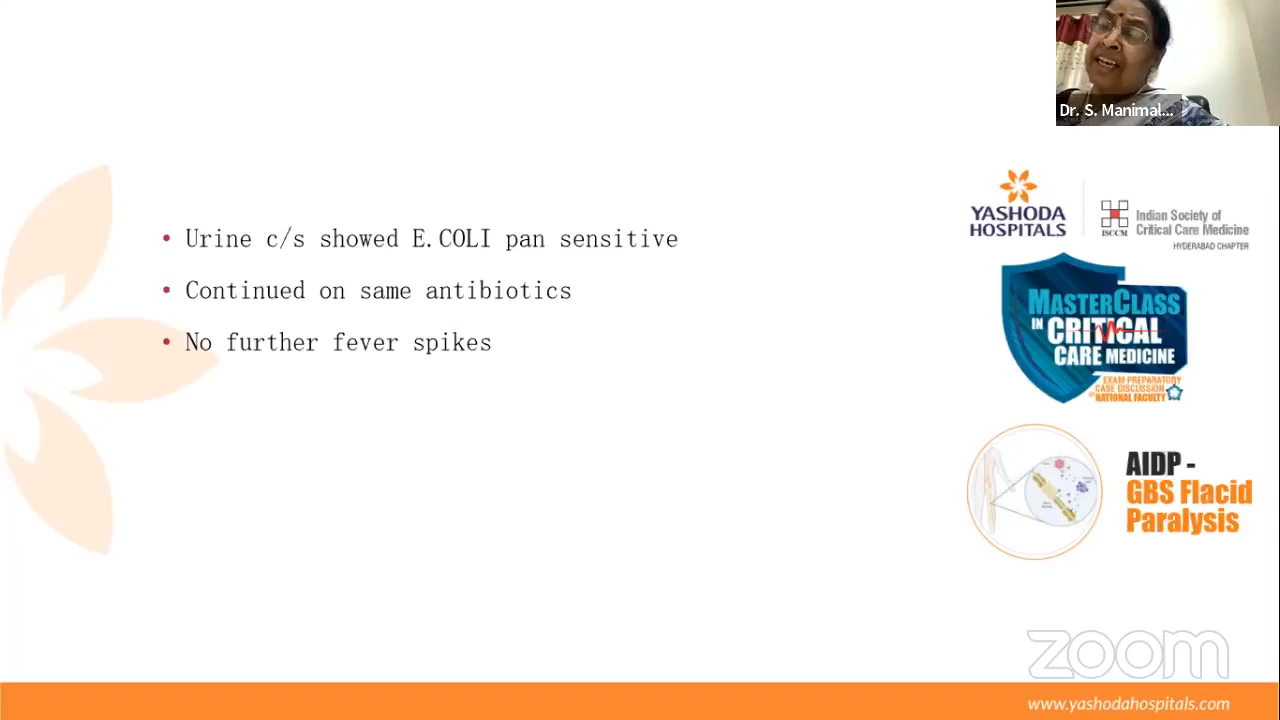 Dr. S. Manimal...
• Urine c/s showed E.COLI pan sensitive
• Continued on same antibiotics
• No further fever spikes
YASHODA
HOSPITALS
ISCCM
Indian Society of
Critical Care Medicine
HYDERABAD CHAPTER
MASTERCLASS
IN CRITICAL
CARE MEDICINE
EXAM PREPARATORY
CASE DISCUSSION
NATIONAL FACULTY
AIDP -
GBS Flacid
Paralysis
zoom
www.yashodahospitals.com